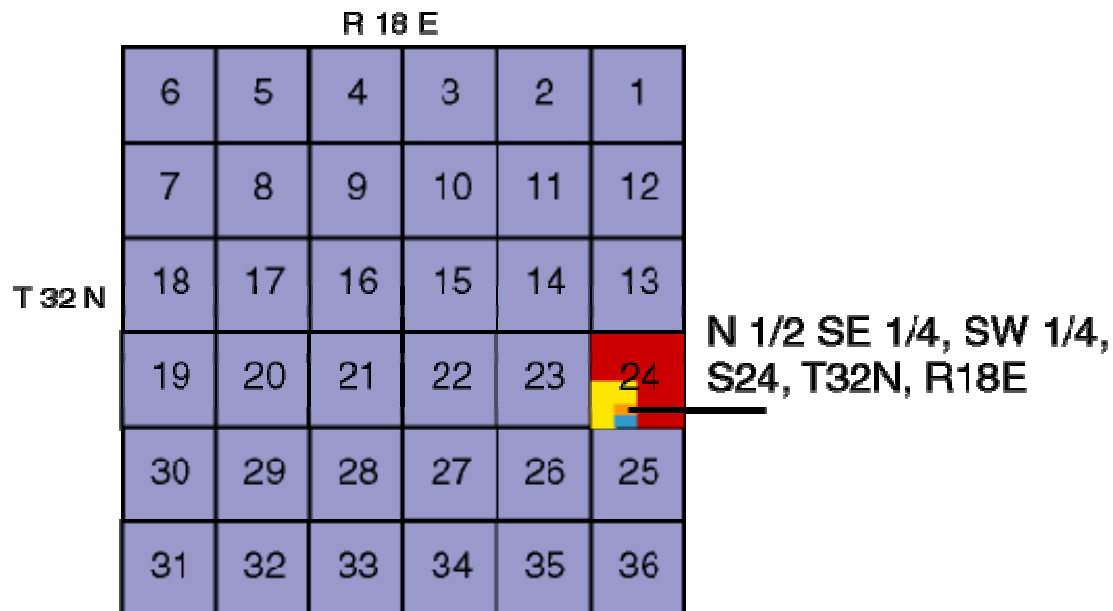 R 18 E
6 5 4 3 2 1
7 8 9 10 11 12
T 32 N
18 17 16 15 14 13
N 1/2 SE 1/4, SW 1/4,
S24, T32N, R18E
19 20 21 22 23 24
30 29 28 27 26 25
31 32 33 34 35 36